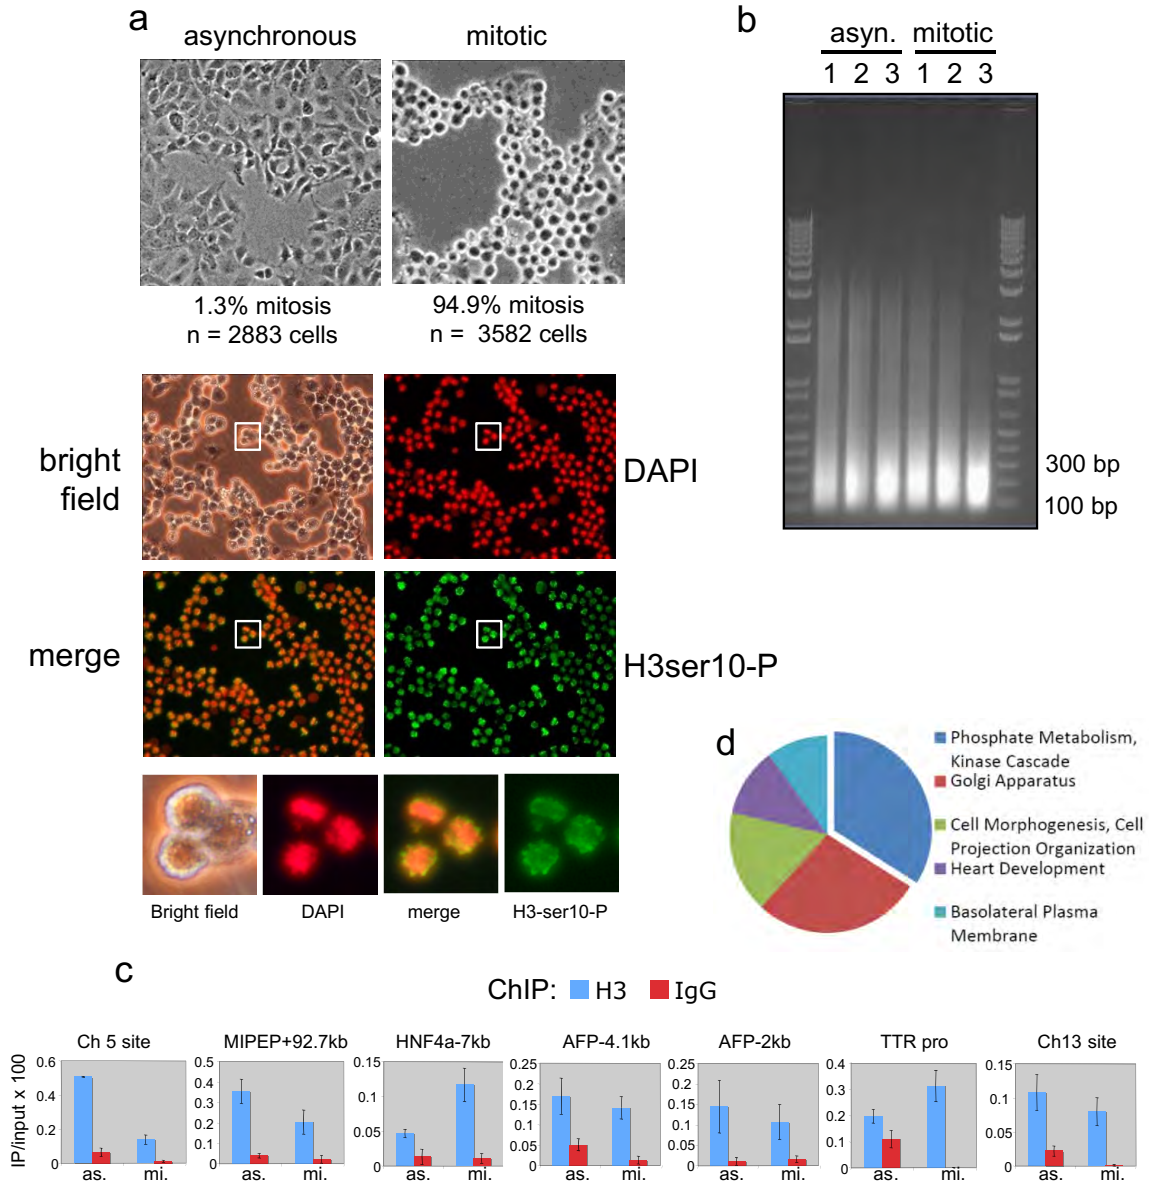 a
asynchronous
mitotic
1.3% mitosis
n = 2883 cells
94.9% mitosis
n = 3582 cells
bright
field
DAPI
merge
H3ser10-P
Bright field
DAPI
merge
H3-ser10-P
b
asyn. mitotic
1 2 3 1 2 3
300 bp
100 bp
d
Phosphate Metabolism,
Kinase Cascade
Golgi Apparatus
Cell Morphogenesis, Cell
Projection Organization
Heart Development
Basolateral Plasma
Membrane
c
ChIP: H3 IgG
IP/input x 100
Ch 5 site
0.6
0.4
0.2
0
as. mi.
MIPEP+92.7kb
0.5
0.4
0.3
0.2
0.1
0
as. mi.
HNF4a-7kb
0.15
0.1
0.05
0
as. mi.
AFP-4.1kb
0.25
0.2
0.15
0.1
0.05
0
as. mi.
AFP-2kb
0.25
0.2
0.15
0.1
0.05
0
as. mi.
TTR pro
0.4
0.3
0.2
0.1
0
as. mi.
Ch13 site
0.15
0.1
0.05
0
as. mi.